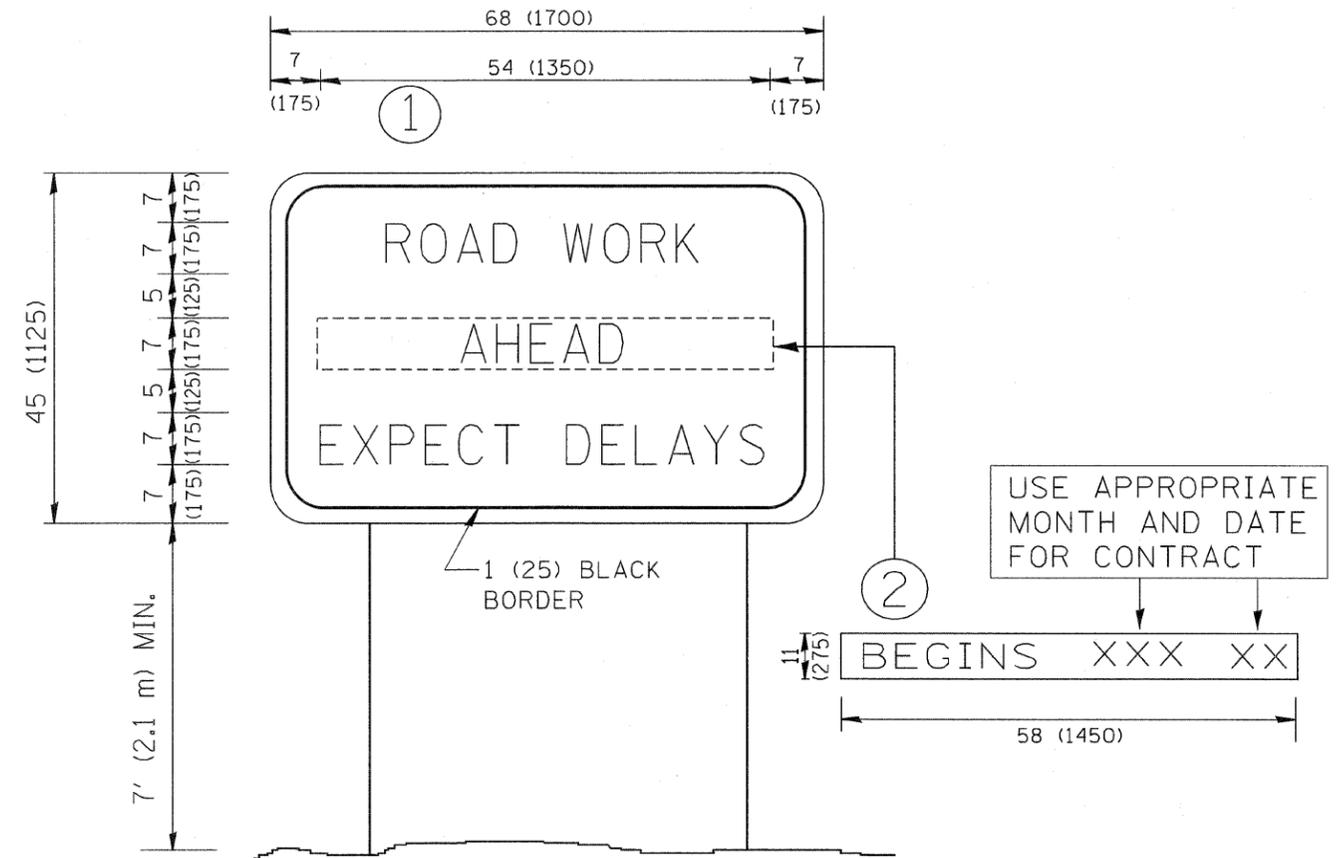 68 (1700)
7 54 (1350) 7
(175) (175)
1
45 (1125)
7 (175)
7 (175)
5 (125)
7 (175)
5 (125)
7 (175)
7 (175)
7' (2.1 m) MIN.
ROAD WORK
AHEAD
EXPECT DELAYS
1 (25) BLACK
BORDER
2
USE APPROPRIATE
MONTH AND DATE
FOR CONTRACT
11
(275)
BEGINS XXX XX
58 (1450)